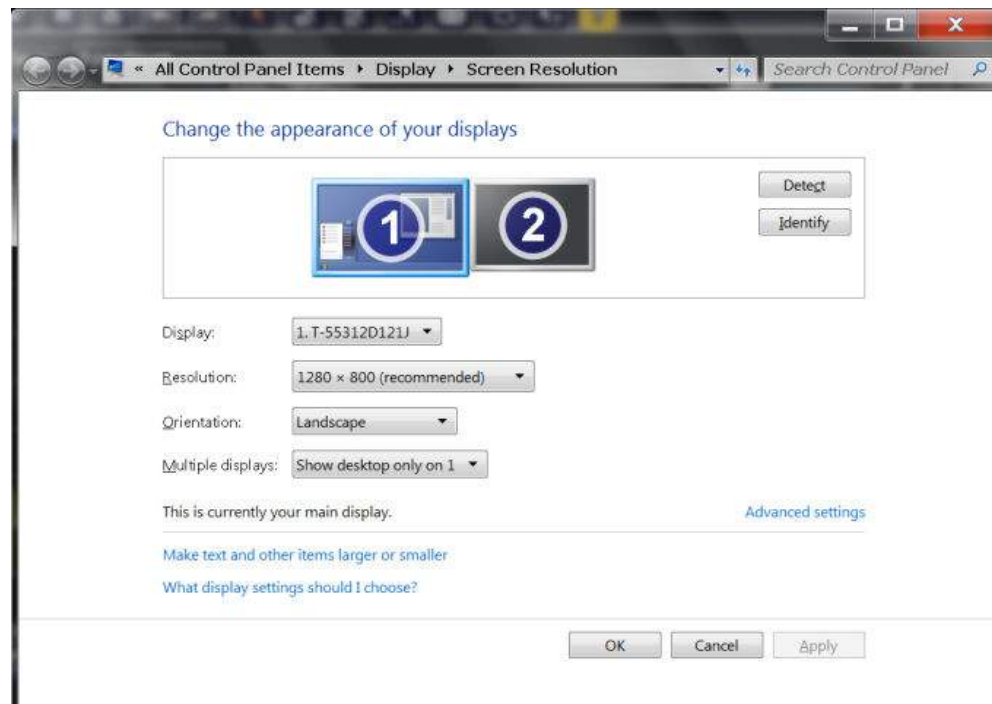 « All Control Panel Items ▸ Display ▸ Screen Resolution Search Control Panel
Change the appearance of your displays
1 2
Detect
Identify
Display: 1. T-55312D121J
Resolution: 1280 × 800 (recommended)
Orientation: Landscape
Multiple displays: Show desktop only on 1
This is currently your main display. Advanced settings
Make text and other items larger or smaller
What display settings should I choose?
OK Cancel Apply